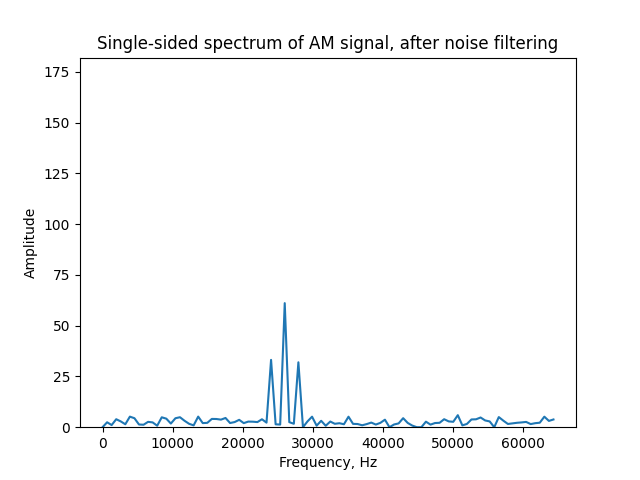 Single-sided spectrum of AM signal, after noise filtering
175
150
125
100
75
50
25
0
Amplitude
0 10000 20000 30000 40000 50000 60000
Frequency, Hz